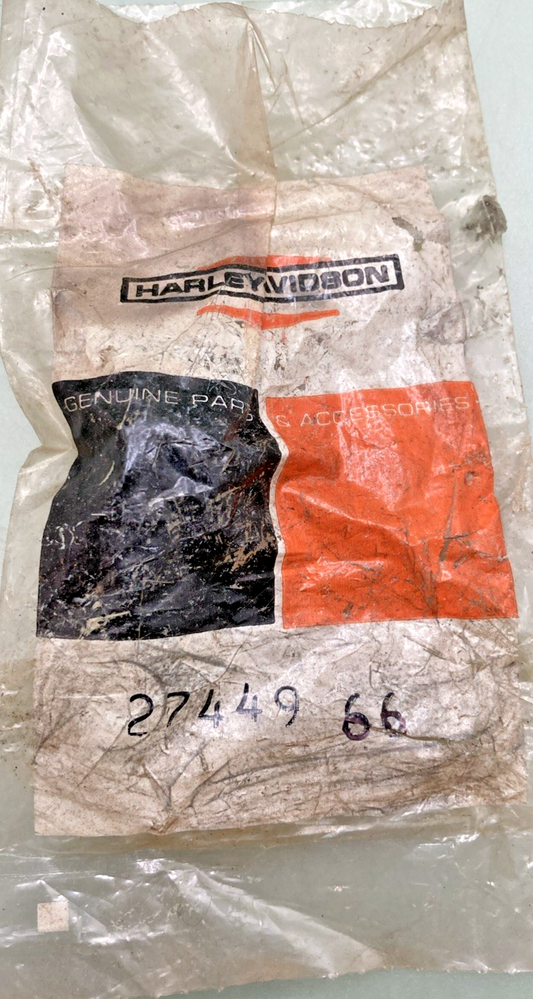 HARLEY-DAVIDSON
GENUINE PARTS & ACCESSORIES
27449 66